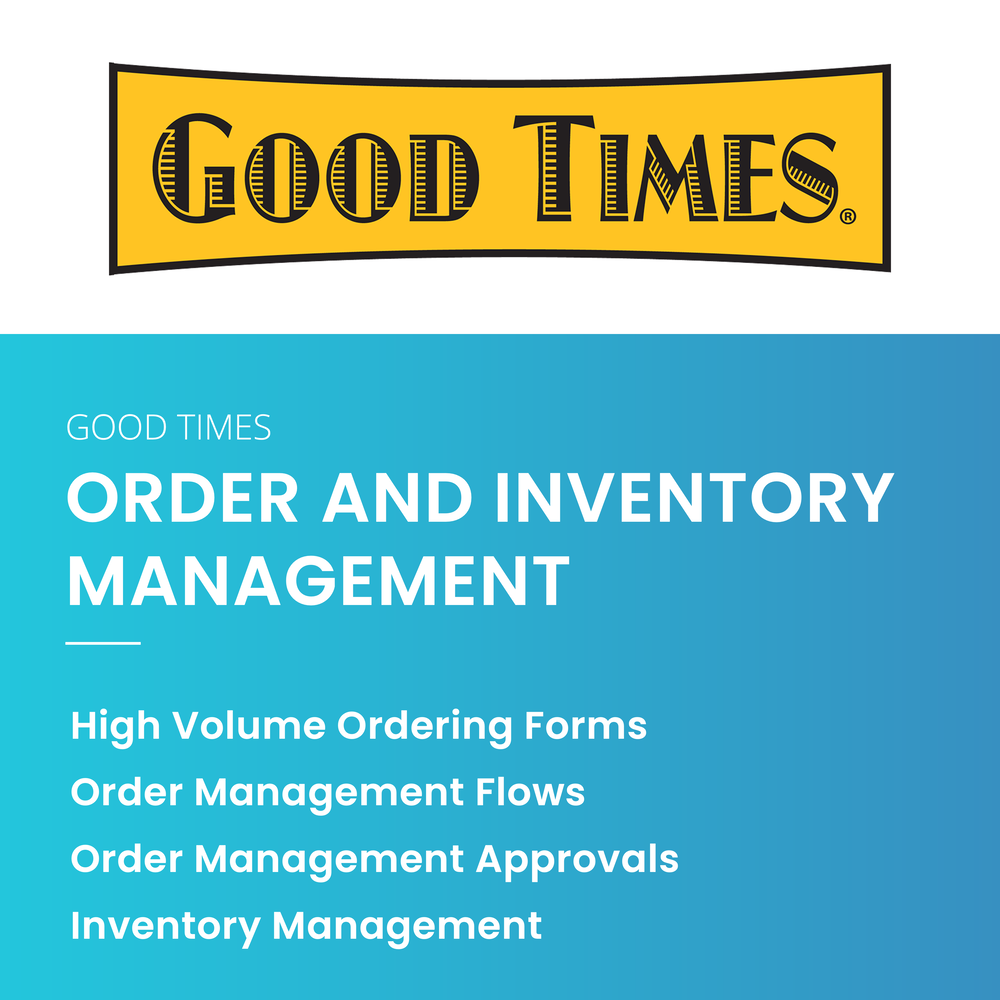 GOOD TIMES®
GOOD TIMES
ORDER AND INVENTORY
MANAGEMENT
High Volume Ordering Forms
Order Management Flows
Order Management Approvals
Inventory Management